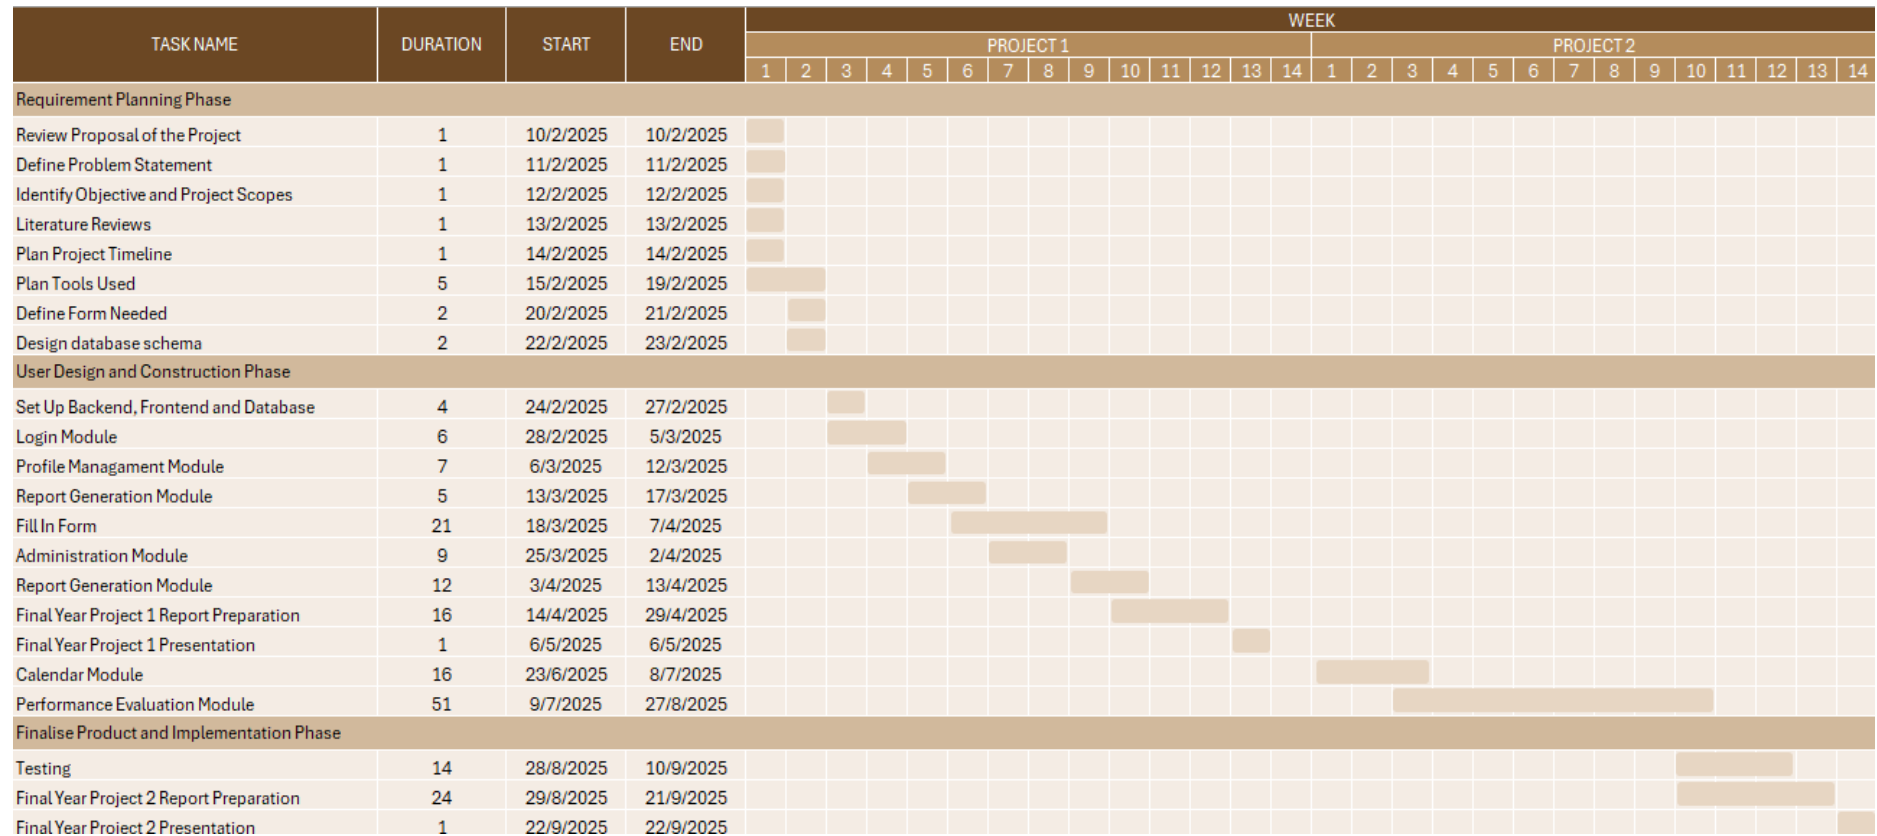 WEEK
TASK NAME DURATION START END PROJECT 1 PROJECT 2
1 2 3 4 5 6 7 8 9 10 11 12 13 14 1 2 3 4 5 6 7 8 9 10 11 12 13 14
Requirement Planning Phase
Review Proposal of the Project 1 10/2/2025 10/2/2025
Define Problem Statement 1 11/2/2025 11/2/2025
Identify Objective and Project Scopes 1 12/2/2025 12/2/2025
Literature Reviews 1 13/2/2025 13/2/2025
Plan Project Timeline 1 14/2/2025 14/2/2025
Plan Tools Used 5 15/2/2025 19/2/2025
Define Form Needed 2 20/2/2025 21/2/2025
Design database schema 2 22/2/2025 23/2/2025
User Design and Construction Phase
Set Up Backend, Frontend and Database 4 24/2/2025 27/2/2025
Login Module 6 28/2/2025 5/3/2025
Profile Managament Module 7 6/3/2025 12/3/2025
Report Generation Module 5 13/3/2025 17/3/2025
Fill In Form 21 18/3/2025 7/4/2025
Administration Module 9 25/3/2025 2/4/2025
Report Generation Module 12 3/4/2025 13/4/2025
Final Year Project 1 Report Preparation 16 14/4/2025 29/4/2025
Final Year Project 1 Presentation 1 6/5/2025 6/5/2025
Calendar Module 16 23/6/2025 8/7/2025
Performance Evaluation Module 51 9/7/2025 27/8/2025
Finalise Product and Implementation Phase
Testing 14 28/8/2025 10/9/2025
Final Year Project 2 Report Preparation 24 29/8/2025 21/9/2025
Final Year Project 2 Presentation 1 22/9/2025 22/9/2025